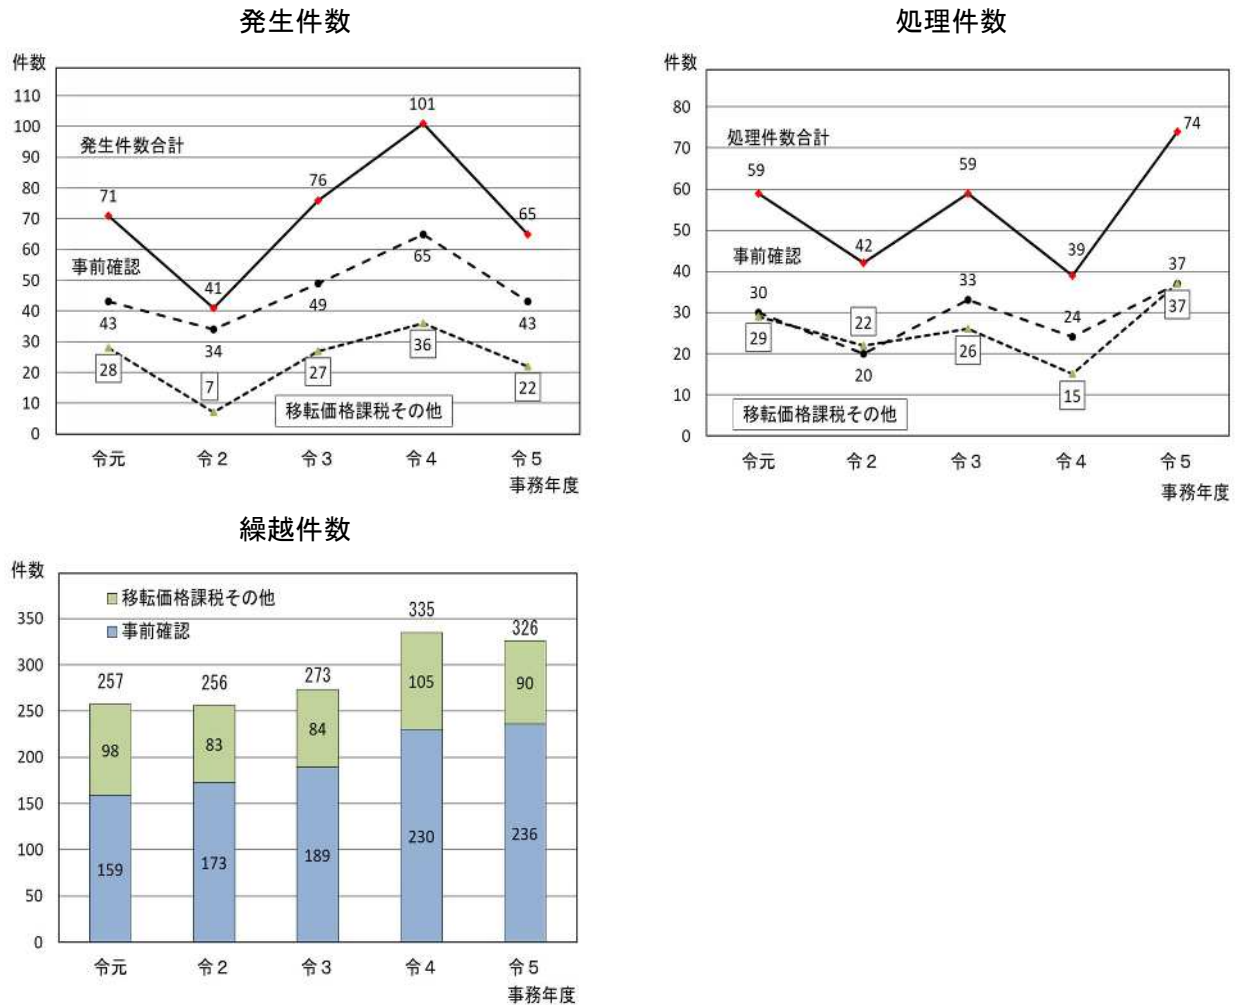 発生件数
件数
110
100
90
80
70
60
50
40
30
20
10
0
発生件数合計
71
41
76
101
65
事前確認
43
34
49
65
43
28
7
27
36
22
移転価格課税その他
令元
令2
令3
令4
令5
事務年度
処理件数
件数
80
70
60
50
40
30
20
10
0
処理件数合計
59
42
59
39
74
事前確認
30
20
33
24
37
29
22
26
15
37
移転価格課税その他
令元
令2
令3
令4
令5
事務年度
繰越件数
件数
350
300
250
200
150
100
50
0
移転価格課税その他
事前確認
257
256
273
335
326
98
83
84
105
90
159
173
189
230
236
令元
令2
令3
令4
令5
事務年度